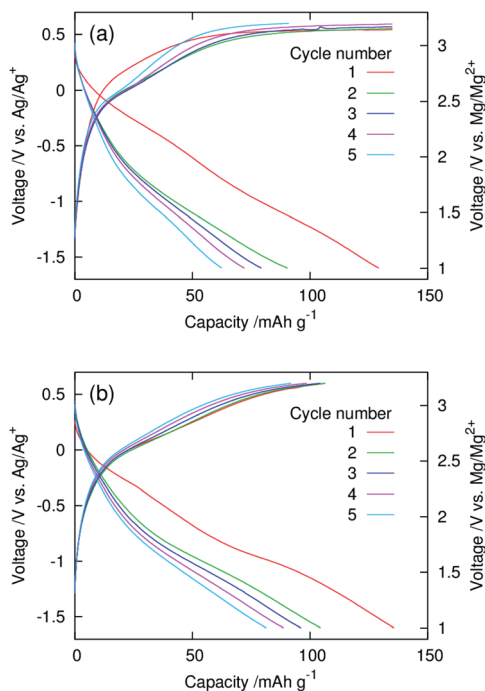 (a)
Cycle number
1
2
3
4
5
0.5
0
-0.5
-1
-1.5
Voltage /V vs. Ag/Ag+
3
2.5
2
1.5
1
Voltage /V vs. Mg/Mg2+
0 50 100 150
Capacity /mAh g-1
(b)
Cycle number
1
2
3
4
5
0.5
0
-0.5
-1
-1.5
Voltage /V vs. Ag/Ag+
3
2.5
2
1.5
1
Voltage /V vs. Mg/Mg2+
0 50 100 150
Capacity /mAh g-1